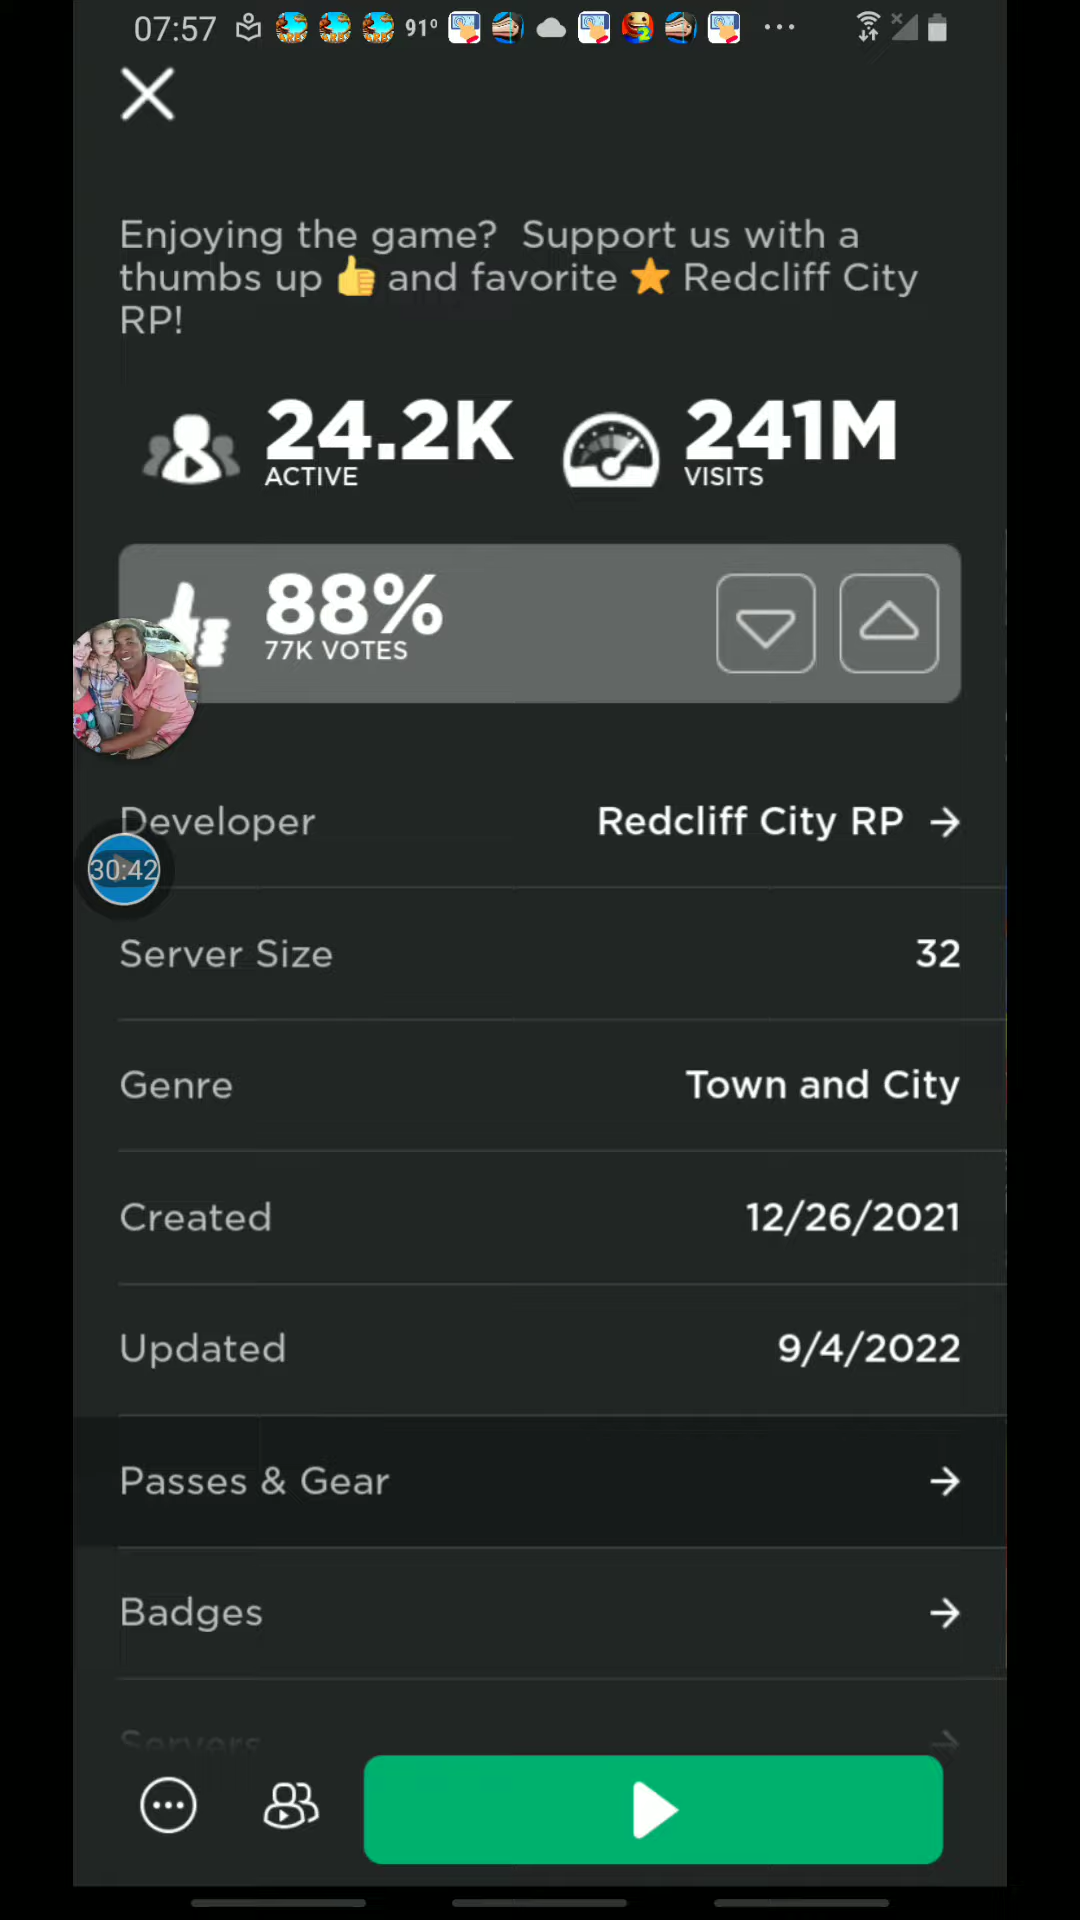 07:57 91°
Enjoying the game? Support us with a
thumbs up 👍 and favorite ⭐ Redcliff City
RP!
24.2K 241M
ACTIVE VISITS
88%
77K VOTES
Developer Redcliff City RP →
30:42
Server Size 32
Genre Town and City
Created 12/26/2021
Updated 9/4/2022
Passes & Gear →
Badges →
Servers →